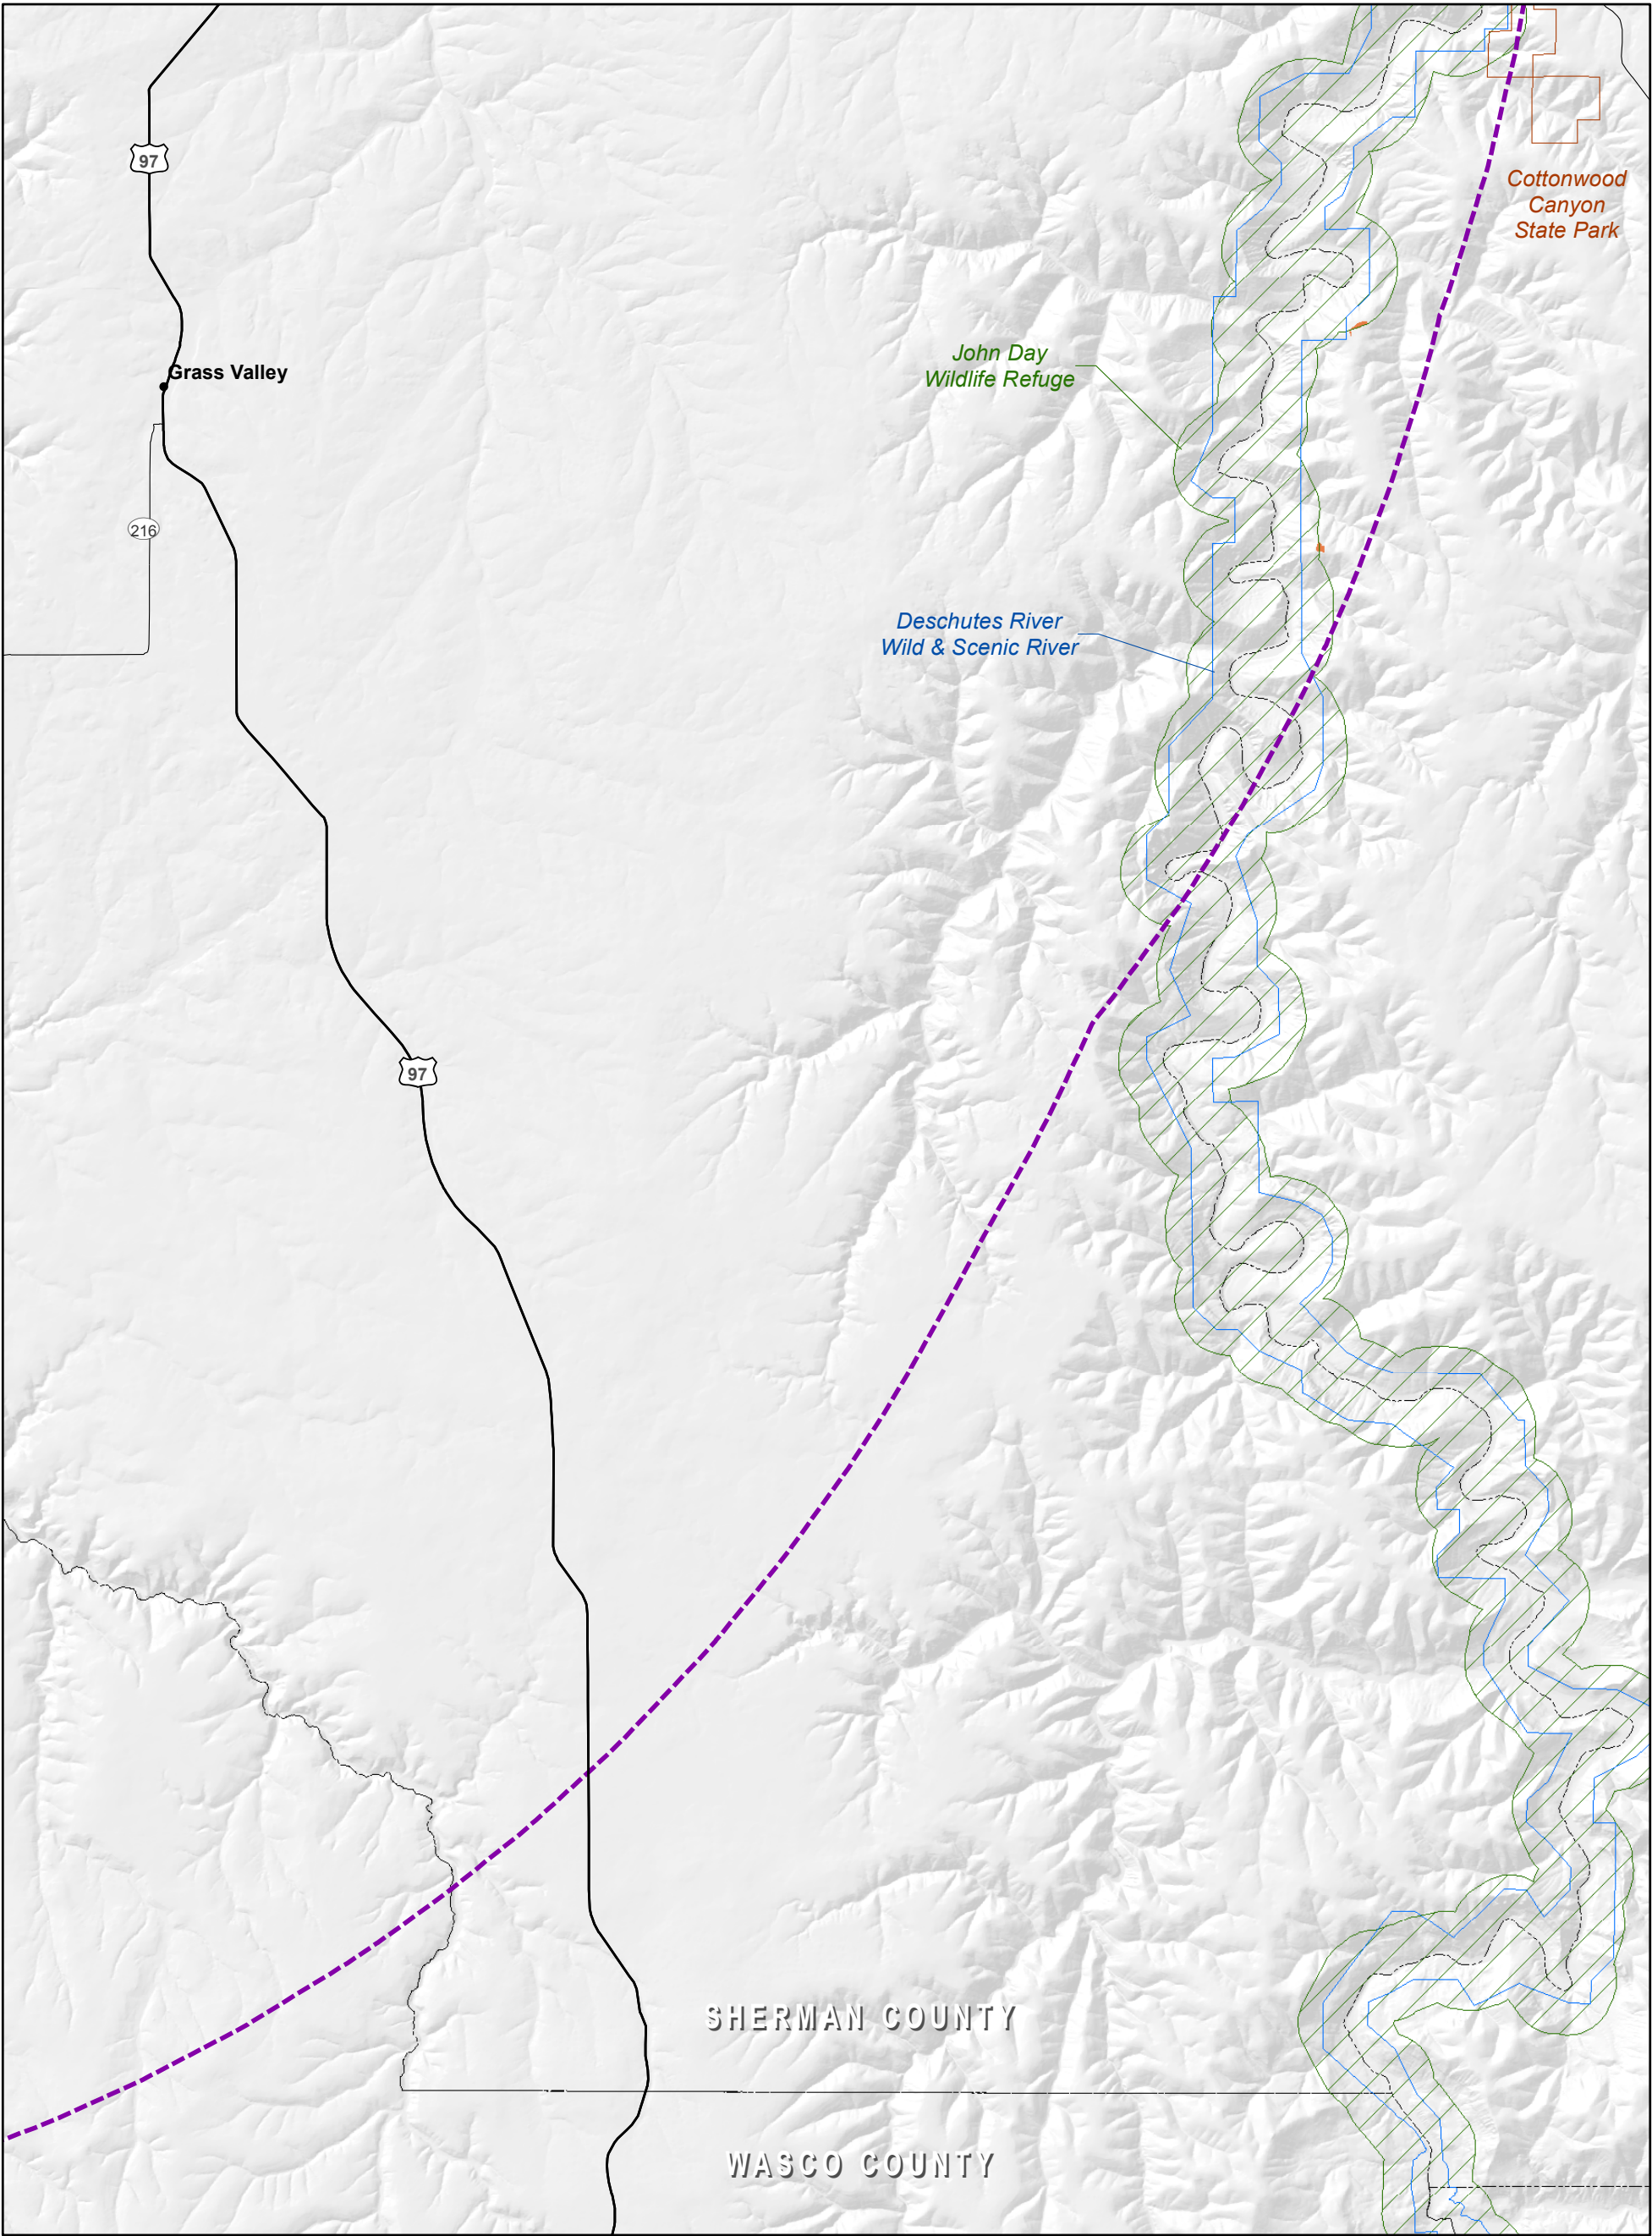 97
Cottonwood
Canyon
State Park
John Day
Wildlife Refuge
Grass Valley
216
Deschutes River
Wild & Scenic River
97
SHERMAN COUNTY
WASCO COUNTY